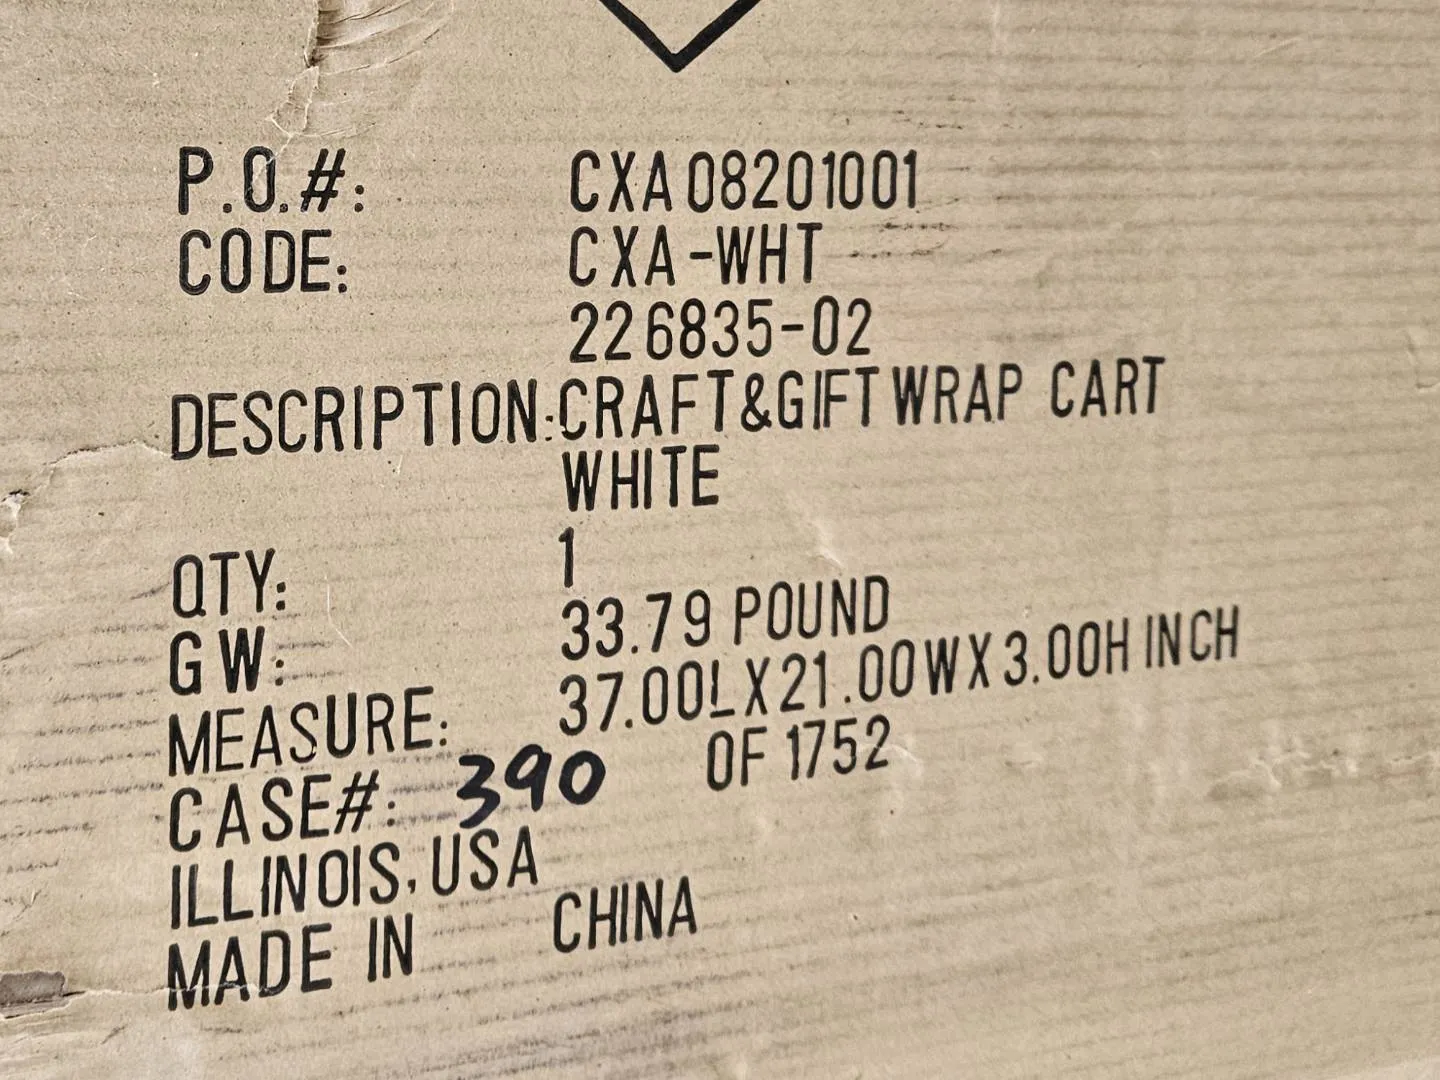 P.O.#: CXA08201001
CODE: CXA-WHT
226835-02
DESCRIPTION: CRAFT&GIFT WRAP CART
WHITE
QTY: 1
GW: 33.79 POUND
MEASURE: 37.00LX21.00WX3.00H INCH
CASE#: 390 OF 1752
ILLINOIS, USA
MADE IN CHINA